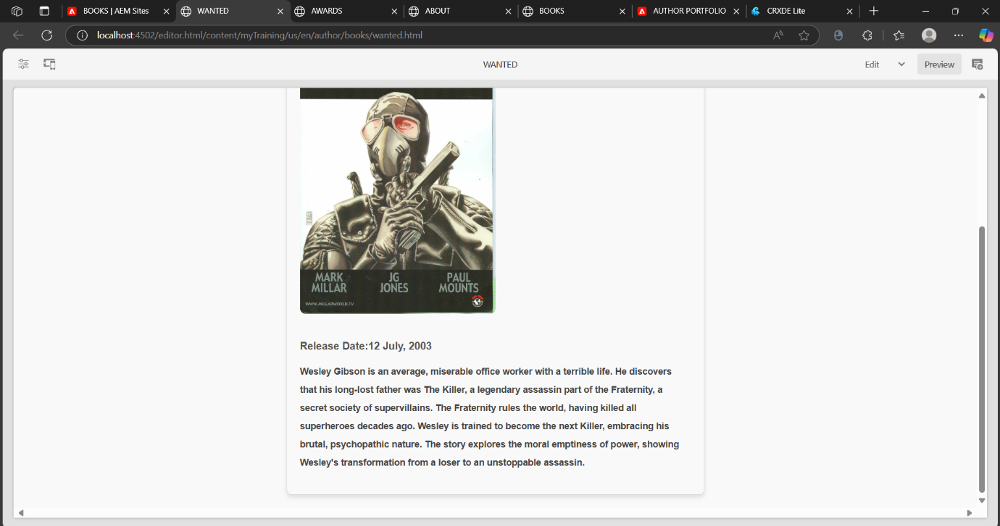 BOOKS | AEM Sites
WANTED
AWARDS
ABOUT
BOOKS
AUTHOR PORTFOLIO
CRXDE Lite
localhost:4502/editor.html/content/myTraining/us/en/author/books/wanted.html
WANTED
Edit
Preview
MARK MILLAR
JG JONES
PAUL MOUNTS
WWW.MILLARWORLD.TV
Release Date:12 July, 2003
Wesley Gibson is an average, miserable office worker with a terrible life. He discovers
that his long-lost father was The Killer, a legendary assassin part of the Fraternity, a
secret society of supervillains. The Fraternity rules the world, having killed all
superheroes decades ago. Wesley is trained to become the next Killer, embracing his
brutal, psychopathic nature. The story explores the moral emptiness of power, showing
Wesley's transformation from a loser to an unstoppable assassin.